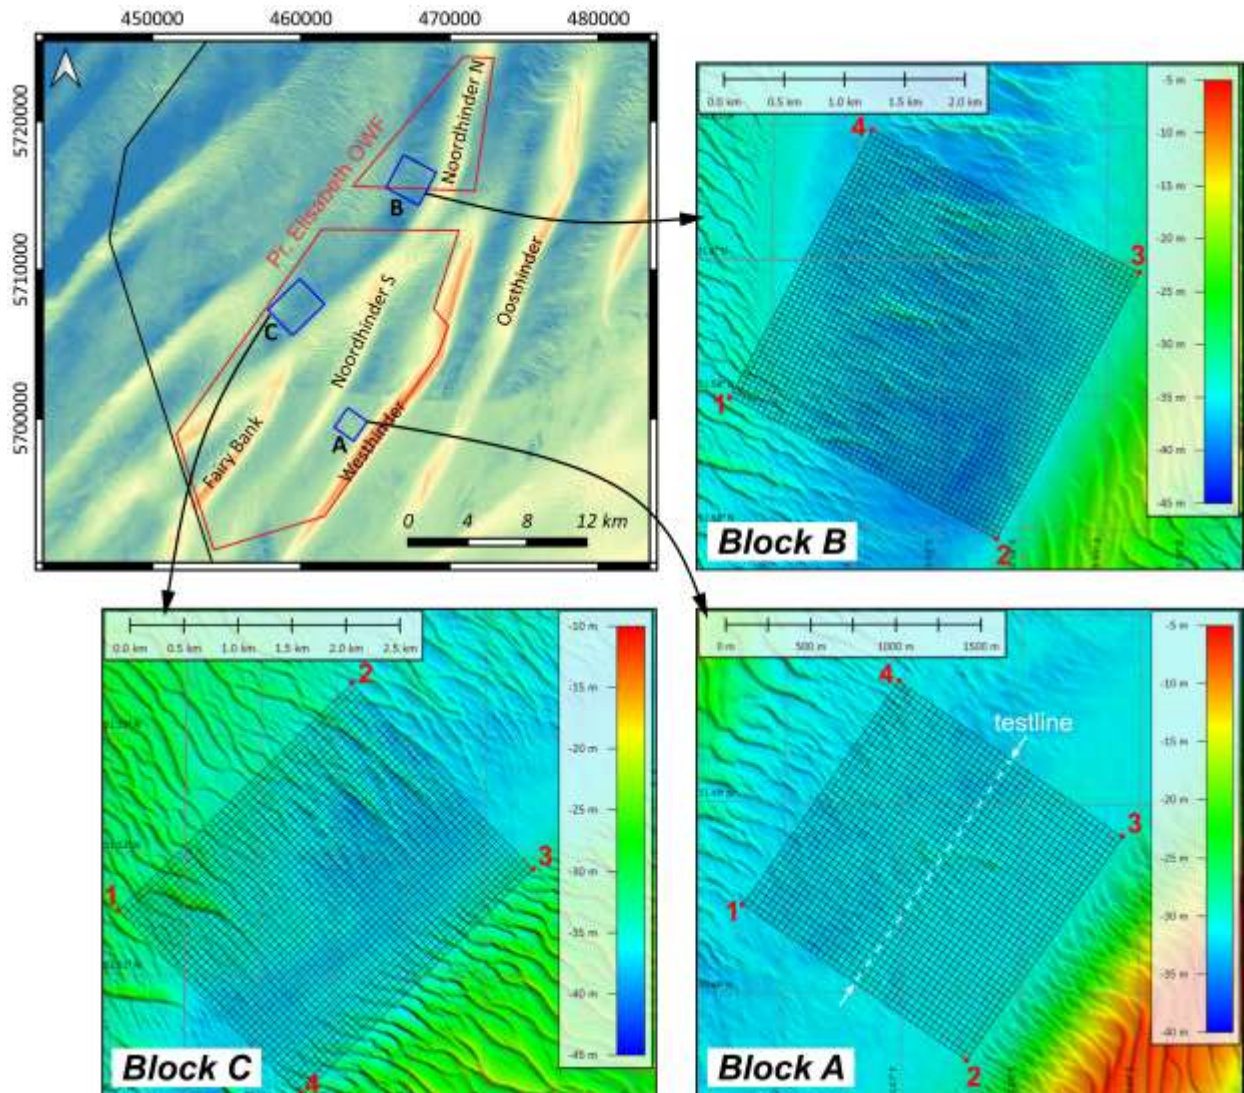 450000 460000 470000 480000
5720000
5710000
5700000
Pr. Elisabeth OWF
Noordhinder N
B
Oosthinder
Noordhinder S
C
A
Fairy Bank
Westhinder
0 4 8 12 km
0.0 km 0.5 km 1.0 km 1.5 km 2.0 km
-5 m
-10 m
-15 m
-20 m
-25 m
-30 m
-35 m
-40 m
-45 m
4
3
1
2
Block B
0.0 km 0.5 km 1.0 km 1.5 km 2.0 km 2.5 km
-10 m
-15 m
-20 m
-25 m
-30 m
-35 m
-40 m
-45 m
2
3
1
4
Block C
0 m 500 m 1000 m 1500 m
-5 m
-10 m
-15 m
-20 m
-25 m
-30 m
-35 m
-40 m
4
testline
3
1
2
Block A